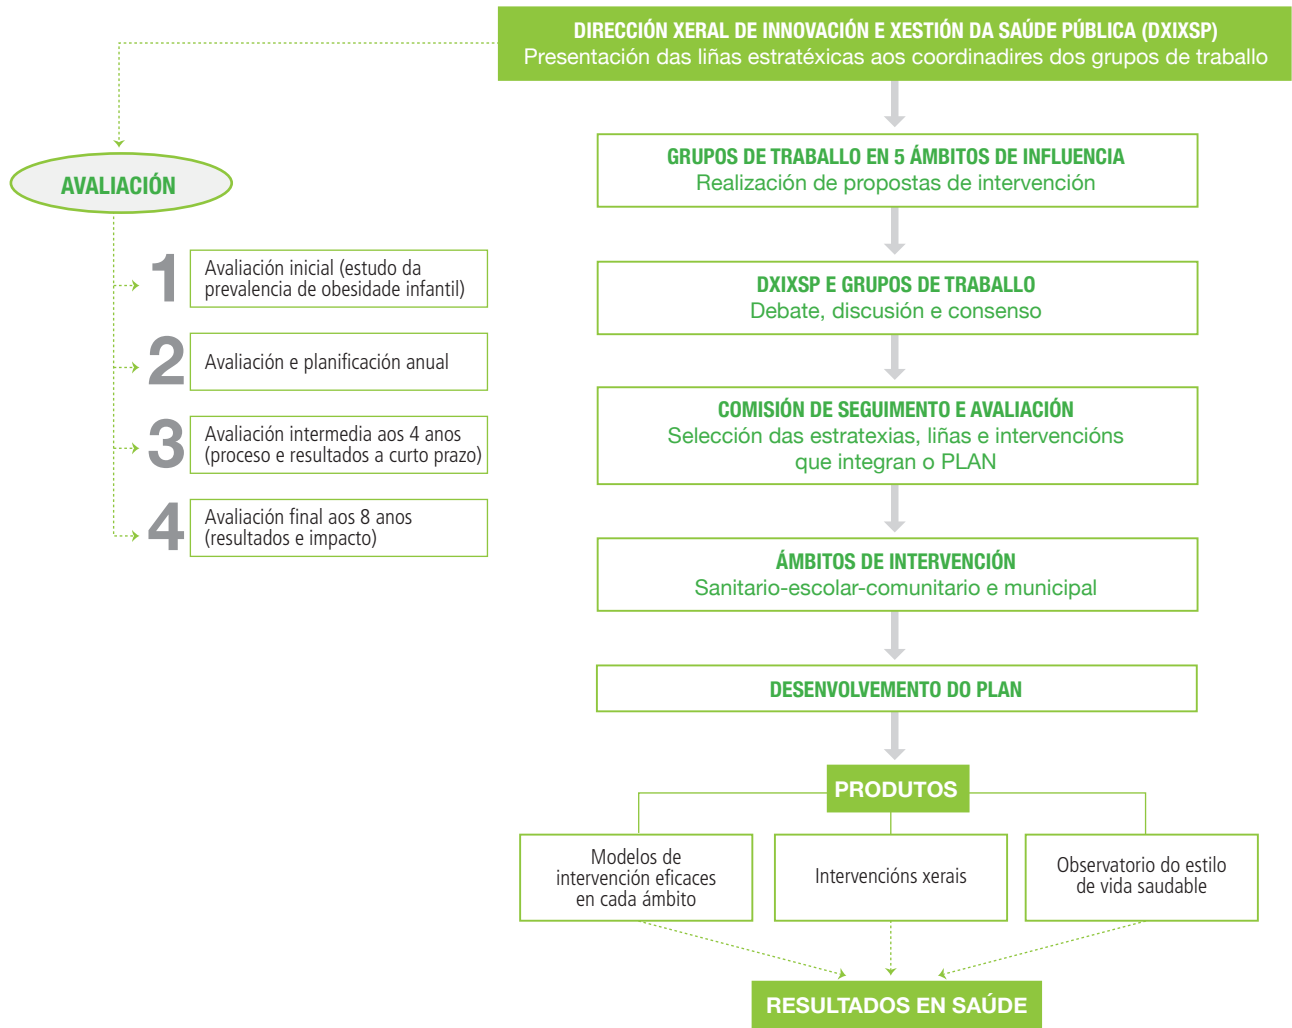 DIRECCIÓN XERAL DE INNOVACIÓN E XESTIÓN DA SAÚDE PÚBLICA (DXIXSP)
Presentación das liñas estratéxicas aos coordinadires dos grupos de traballo
AVALIACIÓN
1
Avaliación inicial (estudo da
prevalencia de obesidade infantil)
2
Avaliación e planificación anual
3
Avaliación intermedia aos 4 anos
(proceso e resultados a curto prazo)
4
Avaliación final aos 8 anos
(resultados e impacto)
GRUPOS DE TRABALLO EN 5 ÁMBITOS DE INFLUENCIA
Realización de propostas de intervención
DXIXSP E GRUPOS DE TRABALLO
Debate, discusión e consenso
COMISIÓN DE SEGUIMENTO E AVALIACIÓN
Selección das estratexias, liñas e intervencións
que integran o PLAN
ÁMBITOS DE INTERVENCIÓN
Sanitario-escolar-comunitario e municipal
DESENVOLVEMENTO DO PLAN
PRODUTOS
Modelos de
intervención eficaces
en cada ámbito
Intervencións xerais
Observatorio do estilo
de vida saudable
RESULTADOS EN SAÚDE